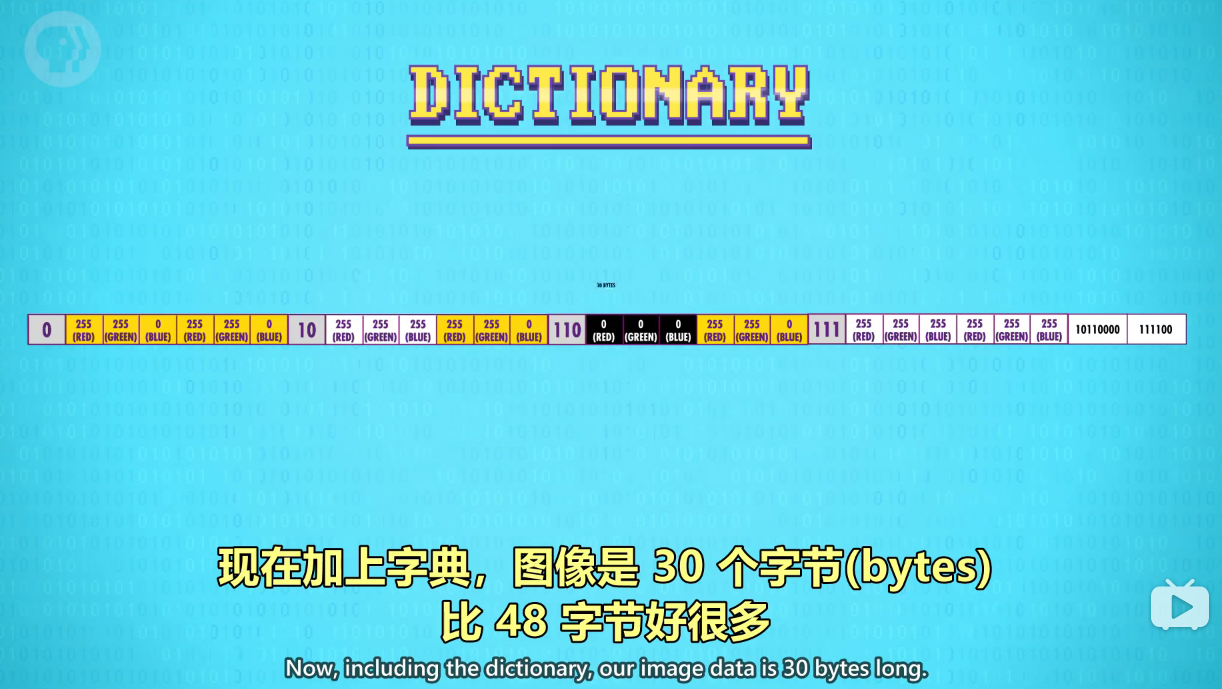 DICTIONARY
30 BYTES
0 255 (RED) 255 (GREEN) 0 (BLUE) 255 (RED) 255 (GREEN) 0 (BLUE) 10 255 (RED) 255 (GREEN) 255 (BLUE) 255 (RED) 255 (GREEN) 0 (BLUE) 110 0 (RED) 0 (GREEN) 0 (BLUE) 255 (RED) 255 (GREEN) 0 (BLUE) 111 255 (RED) 255 (GREEN) 255 (BLUE) 255 (RED) 255 (GREEN) 255 (BLUE) 10110000 111100
现在加上字典，图像是 30 个字节(bytes)
比 48 字节好很多
Now, including the dictionary, our image data is 30 bytes long.